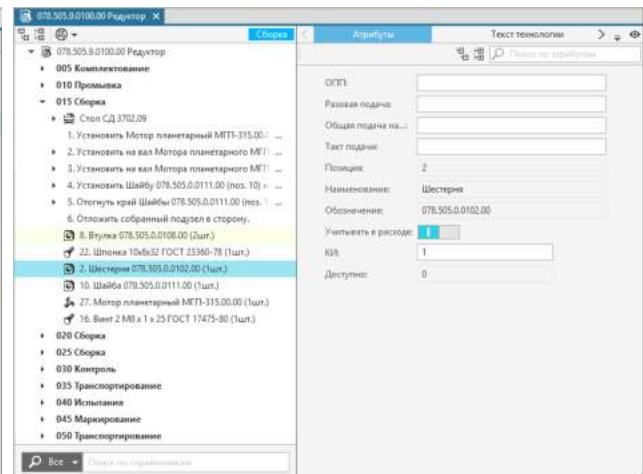 078.505.9.0100.00 Редуктор
Сборка
Атрибуты
Текст технологии
078.505.9.0100.00 Редуктор
Поиск по атрибутам
005 Комплектование
010 Промывка
015 Сборка
Стол СД 3702.09
1. Установить Мотор планетарный МГП-315.00. ...
2. Установить на вал Мотора планетарного МГП ...
3. Установить на вал Мотора планетарного МГП ...
4. Установить Шайбу 078.505.0.0111.00 (поз. 10) и ...
5. Отогнуть край Шайбы 078.505.0.0111.00 (поз. 1 ...
6. Отложить собранный подузел в сторону.
8. Втулка 078.505.0.0108.00 (2шт.)
22. Шпонка 10x8x32 ГОСТ 23360-78 (1шт.)
2. Шестерня 078.505.0.0102.00 (1шт.)
10. Шайба 078.505.0.0111.00 (1шт.)
27. Мотор планетарный МГП-315.00.00 (1шт.)
16. Винт 2 М8 х 1 х 25 ГОСТ 17475-80 (1шт.)
020 Сборка
025 Сборка
030 Контроль
035 Транспортирование
040 Испытания
045 Маркирование
050 Транспортирование
Все
Поиск по справочникам
ОПП:
Разовая подача:
Общая подача на...:
Такт подачи:
Позиция: 2
Наименование: Шестерня
Обозначение: 078.505.0.0102.00
Учитывать в расходе:
КИ: 1
Доступно: 0